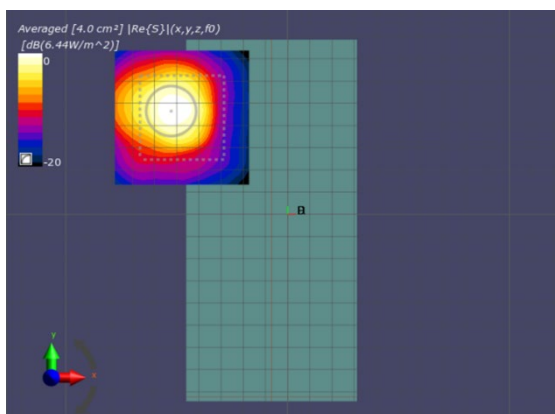 Averaged [4.0 cm²] |Re{S}|(x,y,z,f0)
[dB(6.44W/m^2)]
0
-20
y
x